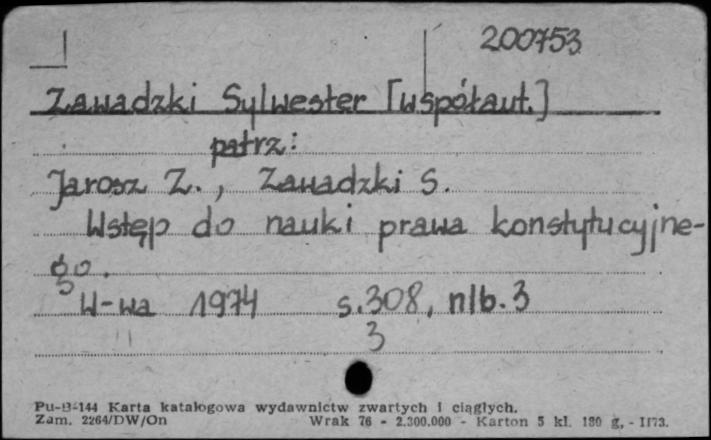 200753
Zawadzki Sylwester [współaut.]
patrz:
Jarosz Z., Zawadzki S.
Wstęp do nauki prawa konstytucyjne-
go.
W-wa 1974 s.308, nlb.3
3
Pu-B-144 Karta katalogowa wydawnictw zwartych i ciągłych.
Zam. 2264/DW/On Wrak 76 - 2.300.000 - Karton 5 kl. 180 g, - II73.